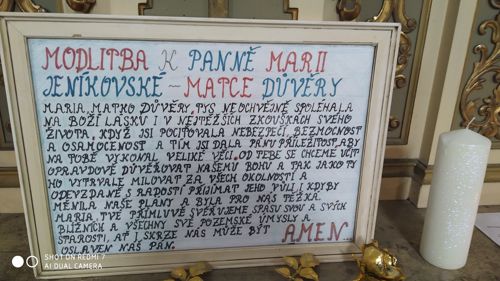 MODLITBA K PANNĚ MARII
JENÍKOVSKÉ ~ MATCE DŮVĚRY
MARIA, MATKO DŮVĚRY, TYS NEOCHVĚJNĚ SPOLÉHALA
NA BOŽÍ LÁSKU I V NEJTĚŽŠÍCH ZKOUŠKÁCH SVÉHO
ŽIVOTA, KDYŽ JSI POCIŤOVALA NEBEZPEČÍ, BEZMOCNOST
A OSAMOCENOST A TÍM JSI DALA PÁNU PŘÍLEŽITOST, ABY
NA TOBĚ VYKONAL VELIKÉ VĚCI. OD TEBE SE CHCEME UČIT
OPRAVDOVĚ DŮVĚŘOVAT NAŠEMU BOHU A TAK JAKO TY
HO VYTRVALE MILOVAT ZA VŠECH OKOLNOSTÍ A
ODEVZDANĚ S RADOSTÍ PŘIJÍMAT JEHO VŮLI, I KDYBY
MĚNILA NAŠE PLÁNY A BYLA PRO NÁS TĚŽKÁ.
MARIA, TVÉ PŘÍMLUVĚ SVĚŘUJEME SPÁSU SVOU A SVÝCH
BLIŽNÍCH A VŠECHNY SVÉ POZEMSKÉ ÚMYSLY A
STAROSTI, AŤ I SKRZE NÁS MŮŽE BÝT
OSLAVEN NÁŠ PÁN. AMEN
SHOT ON REDMI 7
AI DUAL CAMERA